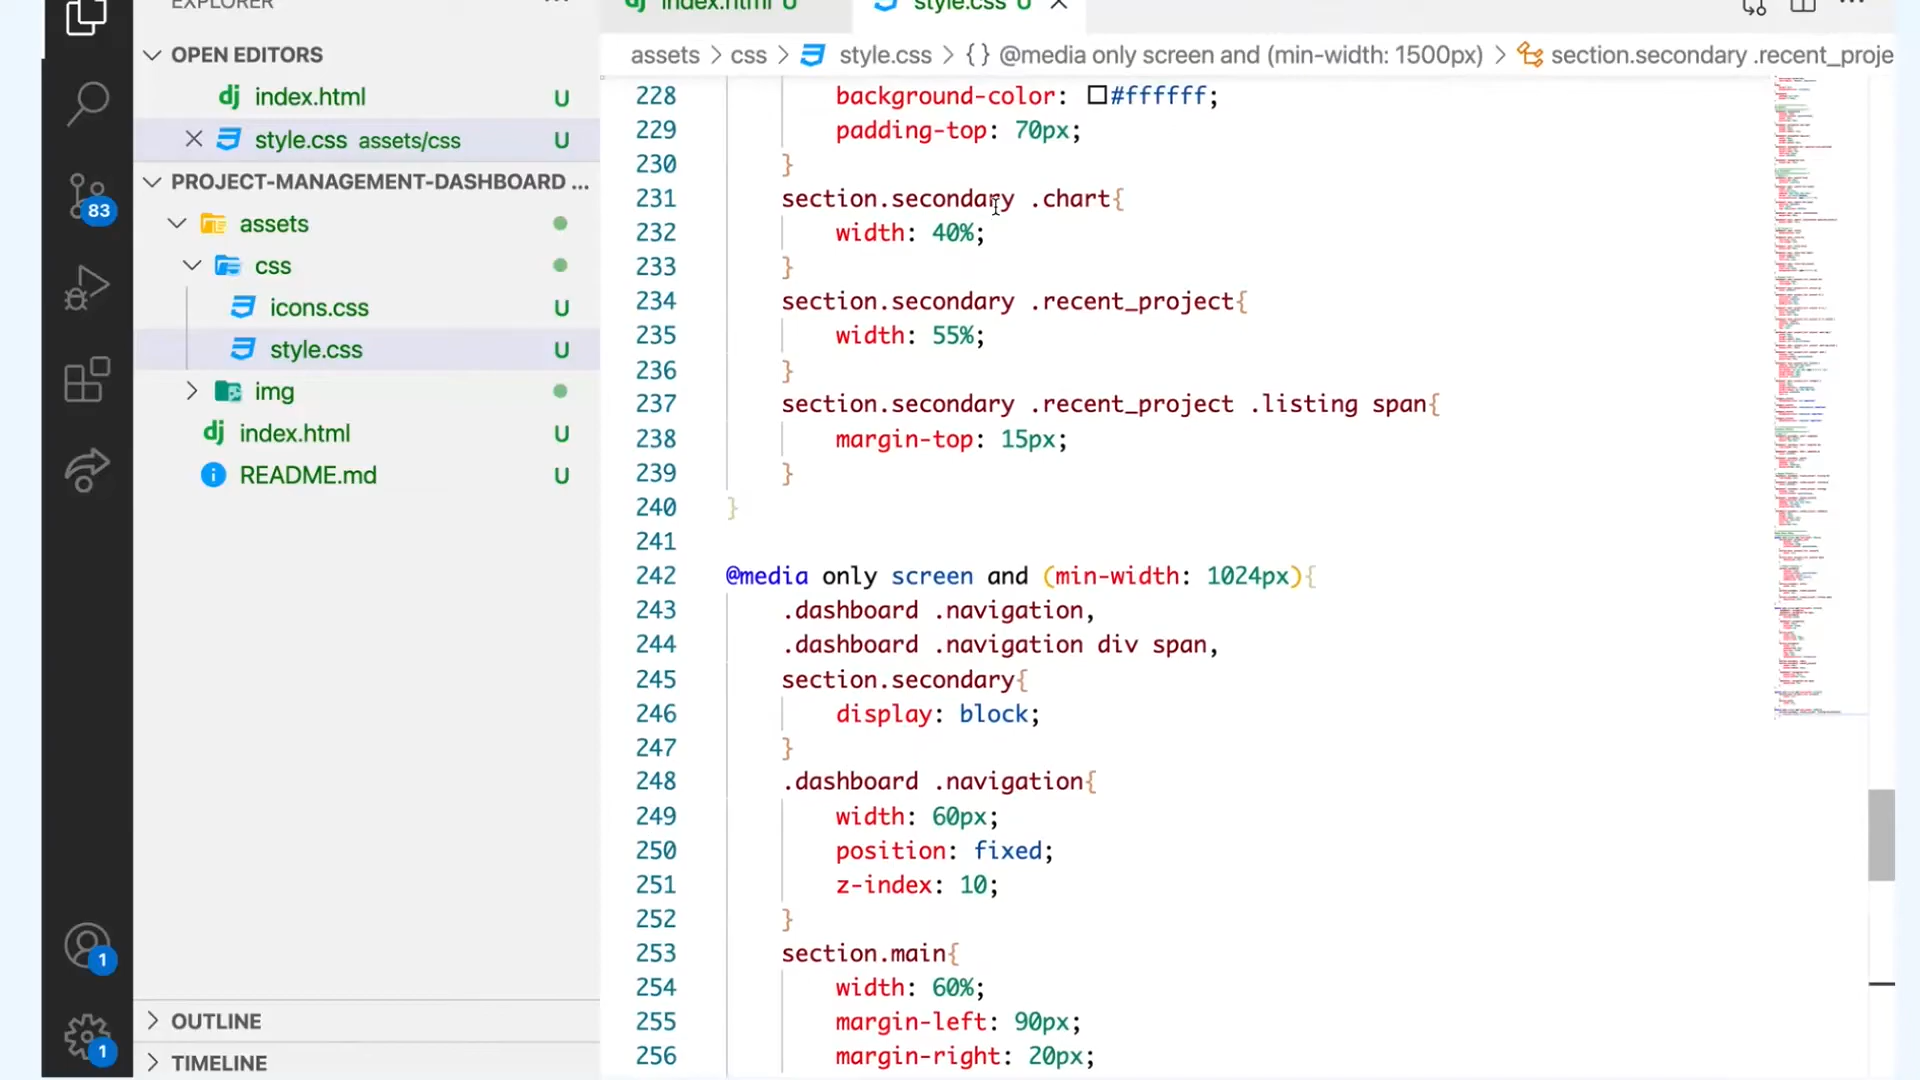 EXPLORER
OPEN EDITORS
index.html U
style.css assets/css U
PROJECT-MANAGEMENT-DASHBOARD ...
assets
css
icons.css U
style.css U
img
index.html U
README.md U
83
1
1
OUTLINE
TIMELINE
index.html U
style.css U
assets > css > style.css > {} @media only screen and (min-width: 1500px) > section.secondary .recent_proje
228 background-color: #ffffff;
229 padding-top: 70px;
230 }
231 section.secondary .chart{
232 width: 40%;
233 }
234 section.secondary .recent_project{
235 width: 55%;
236 }
237 section.secondary .recent_project .listing span{
238 margin-top: 15px;
239 }
240 }
241
242 @media only screen and (min-width: 1024px){
243 .dashboard .navigation,
244 .dashboard .navigation div span,
245 section.secondary{
246 display: block;
247 }
248 .dashboard .navigation{
249 width: 60px;
250 position: fixed;
251 z-index: 10;
252 }
253 section.main{
254 width: 60%;
255 margin-left: 90px;
256 margin-right: 20px;